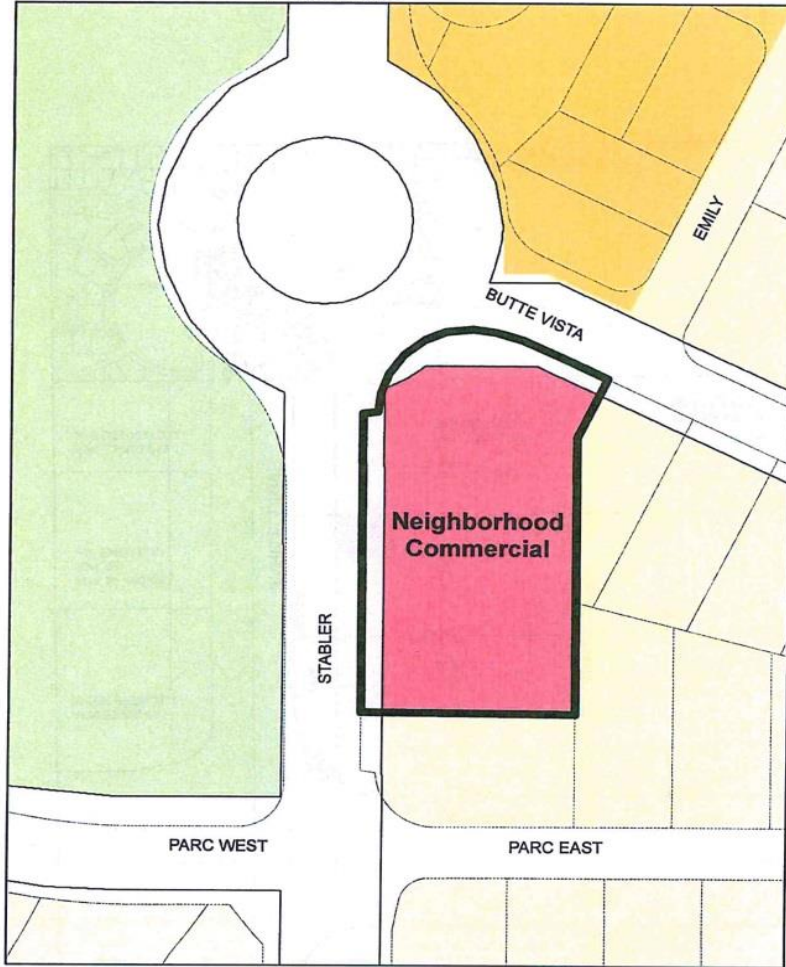 EMILY
BUTTE VISTA
Neighborhood
Commercial
STABLER
PARC WEST
PARC EAST